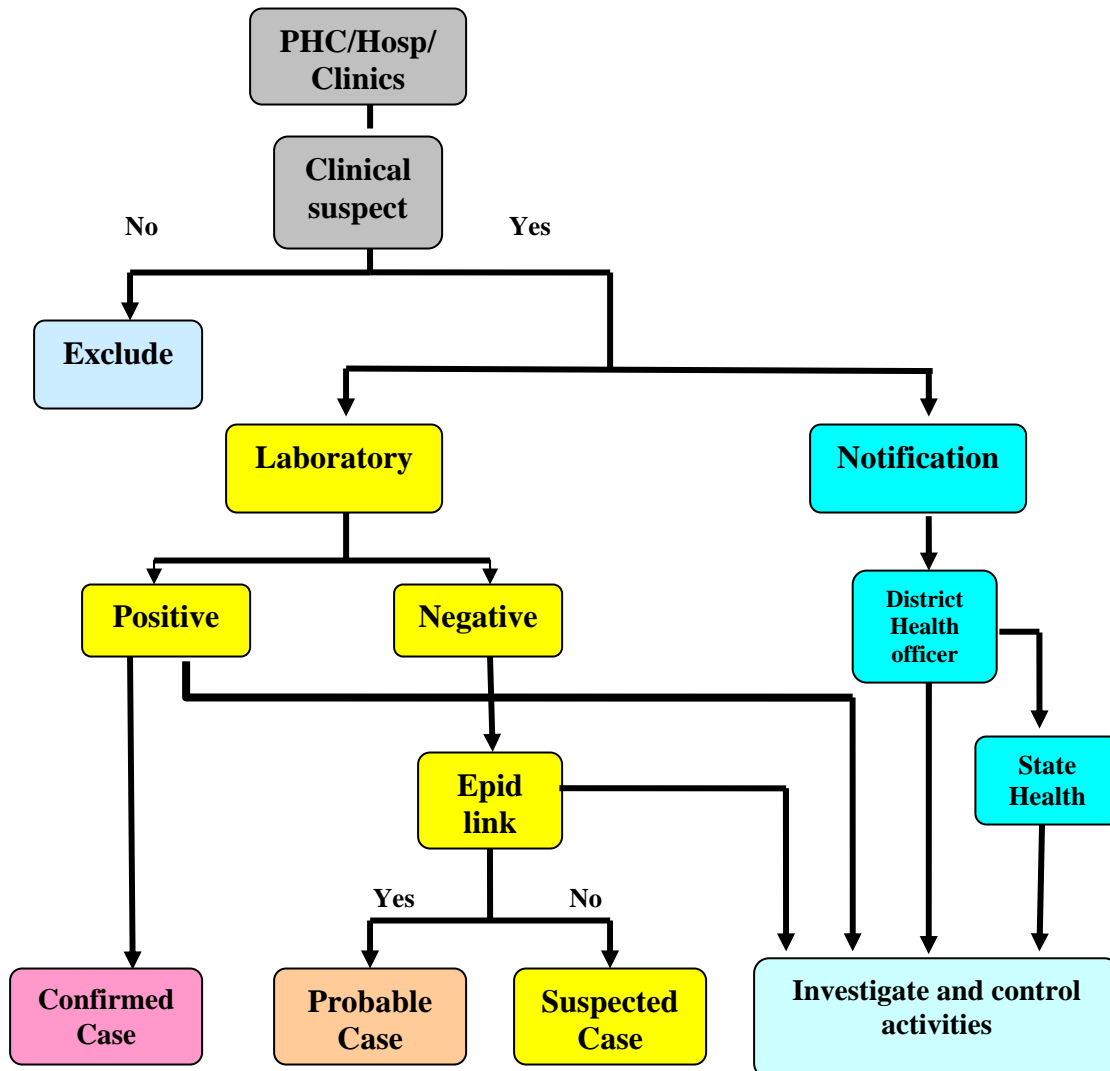 PHC/Hosp/
Clinics
Clinical
suspect
No
Yes
Exclude
Laboratory
Notification
Positive
Negative
District
Health
officer
Epid
link
State
Health
Yes
No
Confirmed
Case
Probable
Case
Suspected
Case
Investigate and control
activities